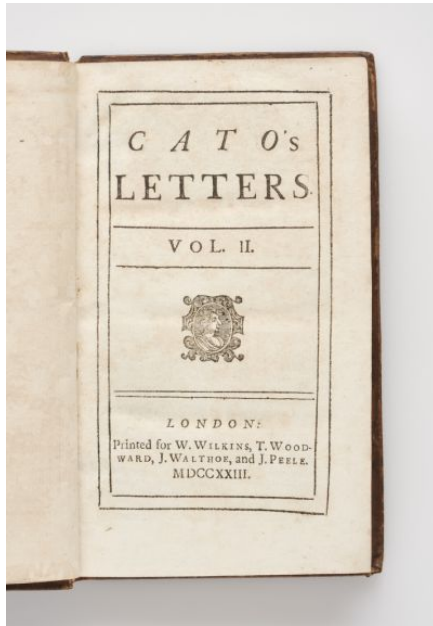 CATO's
LETTERS.
VOL. II.
LONDON:
Printed for W. WILKINS, T. WOOD-
WARD, J. WALTHOE, and J. PEELE.
MDCCXXIII.